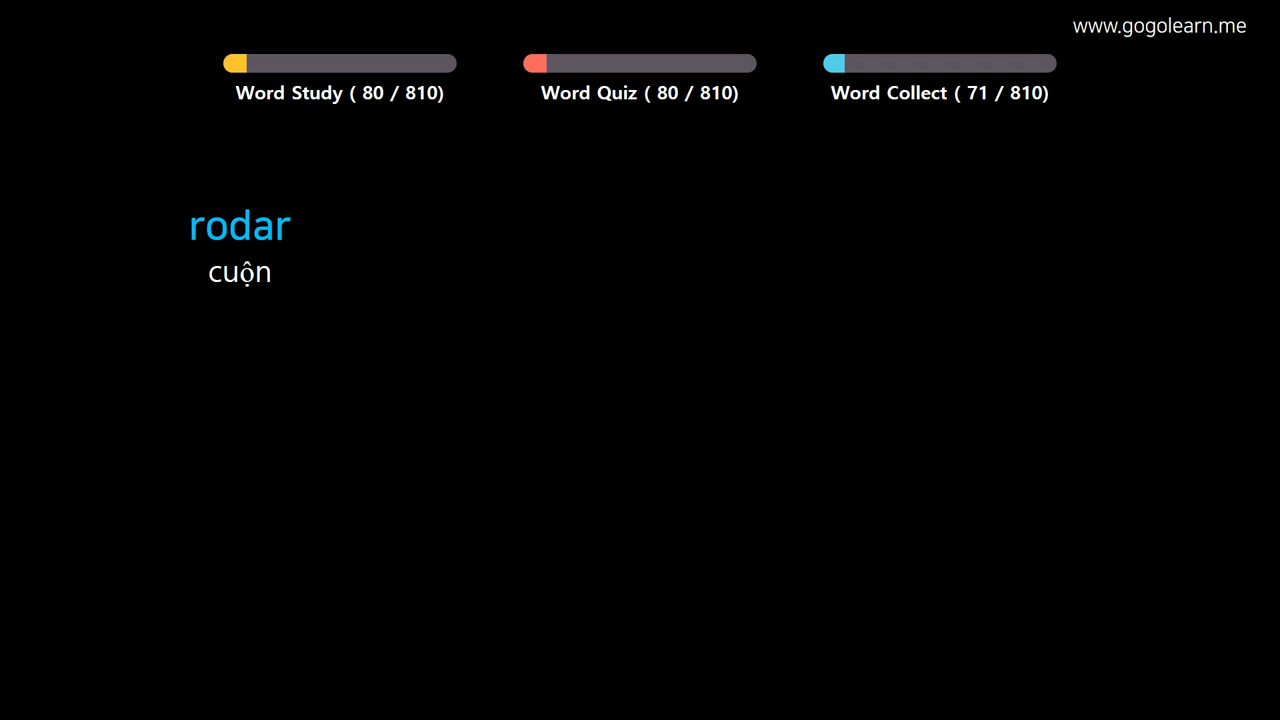 www.gogolearn.me
Word Study ( 80 / 810)
Word Quiz ( 80 / 810)
Word Collect ( 71 / 810)
rodar
cuộn